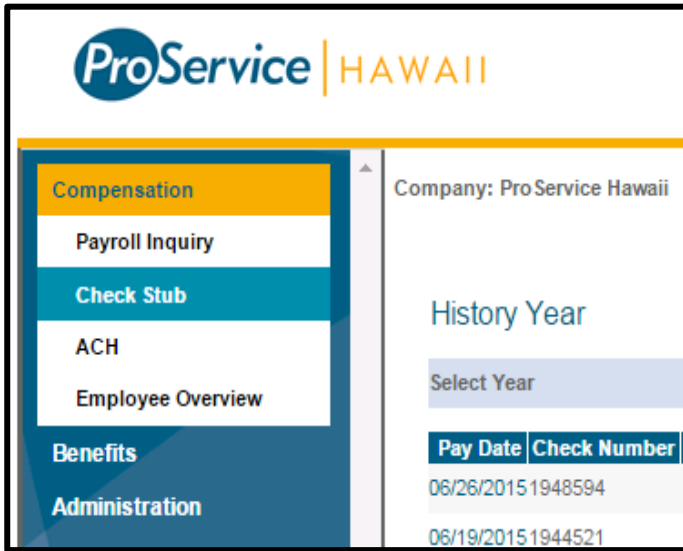 ProService | HAWAII
Compensation
Payroll Inquiry
Check Stub
ACH
Employee Overview
Benefits
Administration
Company: ProService Hawaii
History Year
Select Year
Pay Date Check Number
06/26/2015 1948594
06/19/2015 1944521